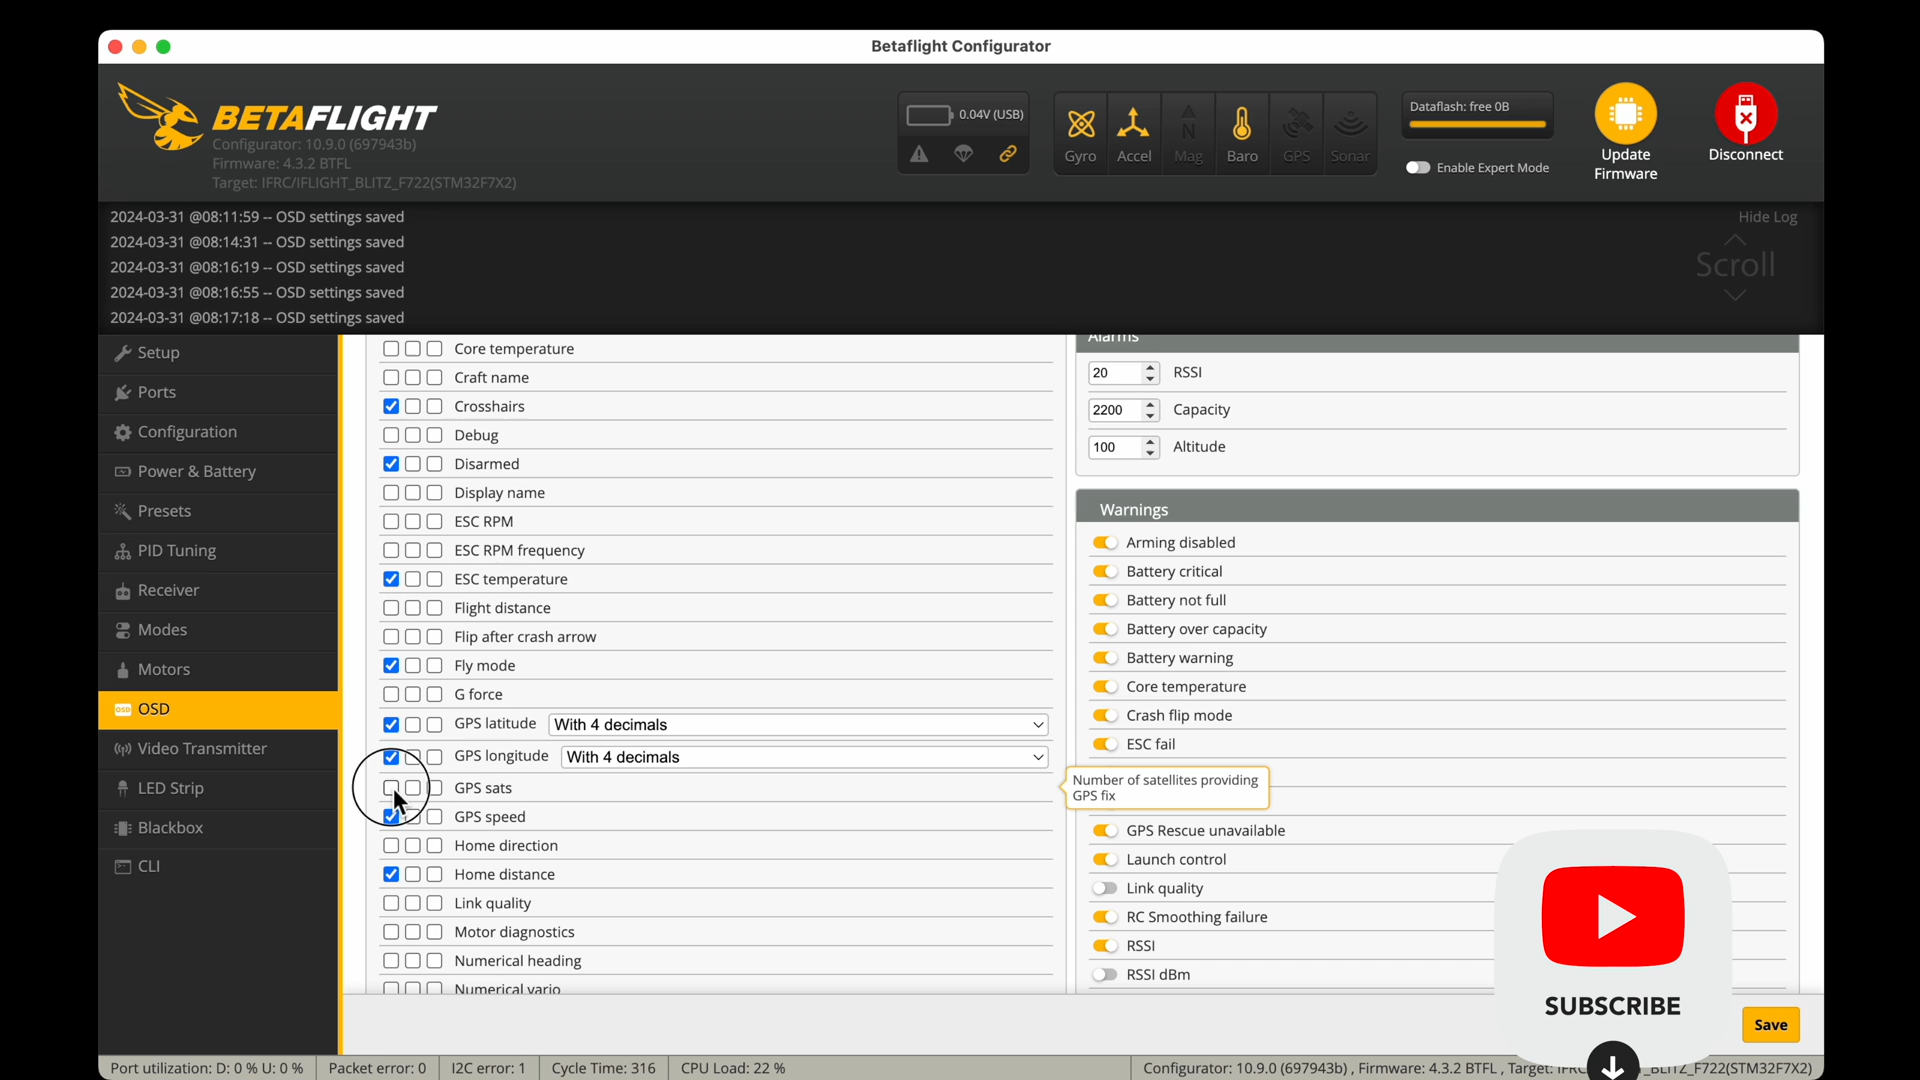 Betaflight Configurator
BETAFLIGHT
Configurator: 10.9.0 (697943b)
Firmware: 4.3.2 BTFL
Target: IFRC/IFLIGHT_BLITZ_F722(STM32F7X2)
0.04V (USB)
Gyro
Accel
Mag
Baro
GPS
Sonar
Dataflash: free 0B
Enable Expert Mode
Update
Firmware
Disconnect
2024-03-31 @08:11:59 -- OSD settings saved
2024-03-31 @08:14:31 -- OSD settings saved
2024-03-31 @08:16:19 -- OSD settings saved
2024-03-31 @08:16:55 -- OSD settings saved
2024-03-31 @08:17:18 -- OSD settings saved
Hide Log
Scroll
Setup
Ports
Configuration
Power & Battery
Presets
PID Tuning
Receiver
Modes
Motors
OSD
Video Transmitter
LED Strip
Blackbox
CLI
Core temperature
Craft name
Crosshairs
Debug
Disarmed
Display name
ESC RPM
ESC RPM frequency
ESC temperature
Flight distance
Flip after crash arrow
Fly mode
G force
GPS latitude With 4 decimals
GPS longitude With 4 decimals
GPS sats
GPS speed
Home direction
Home distance
Link quality
Motor diagnostics
Numerical heading
Numerical vario
Alarms
20 RSSI
2200 Capacity
100 Altitude
Warnings
Arming disabled
Battery critical
Battery not full
Battery over capacity
Battery warning
Core temperature
Crash flip mode
ESC fail
Number of satellites providing
GPS fix
GPS Rescue unavailable
Launch control
Link quality
RC Smoothing failure
RSSI
RSSI dBm
SUBSCRIBE
Save
Port utilization: D: 0 % U: 0 %
Packet error: 0
I2C error: 1
Cycle Time: 316
CPU Load: 22 %
Configurator: 10.9.0 (697943b) , Firmware: 4.3.2 BTFL , Target: _BLITZ_F722(STM32F7X2)